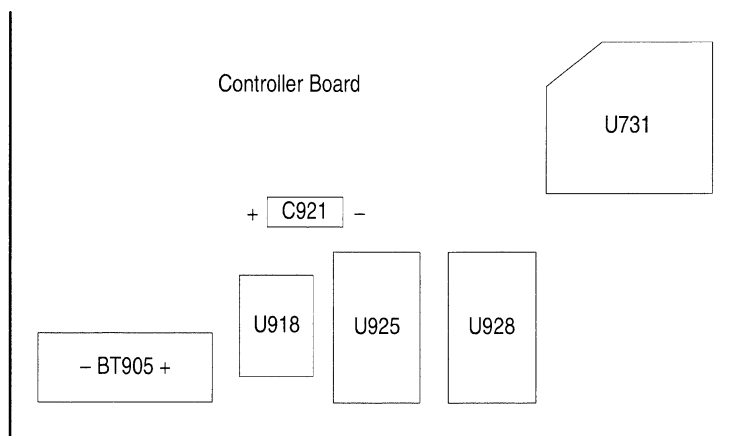 Controller Board
U731
+ C921 –
U918
U925
U928
– BT905 +